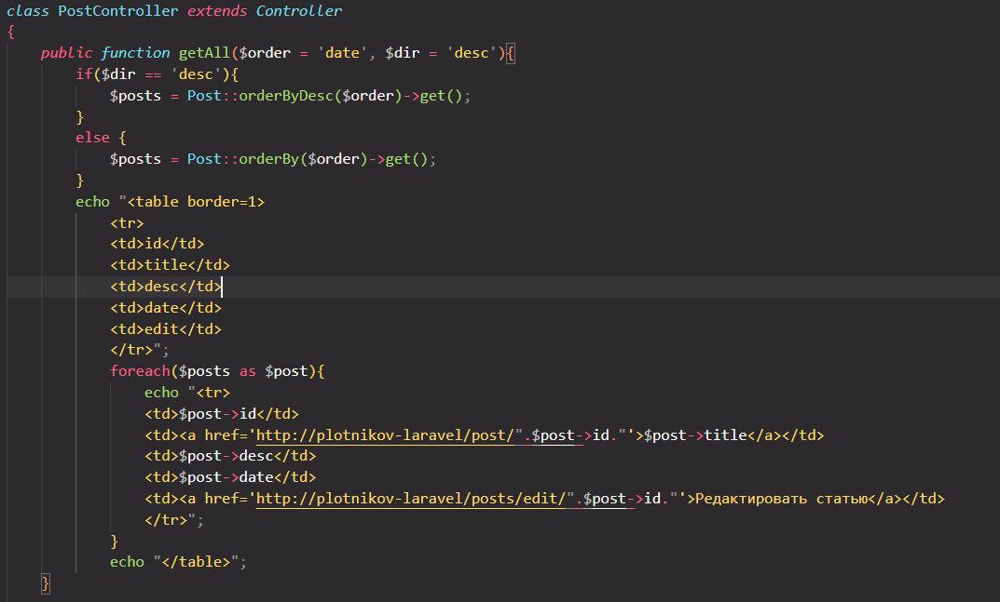 class PostController extends Controller
{
    public function getAll($order = 'date', $dir = 'desc'){
        if($dir == 'desc'){
            $posts = Post::orderByDesc($order)->get();
        }
        else {
            $posts = Post::orderBy($order)->get();
        }
        echo "<table border=1>
            <tr>
            <td>id</td>
            <td>title</td>
            <td>desc</td>
            <td>date</td>
            <td>edit</td>
            </tr>";
            foreach($posts as $post){
                echo "<tr>
                <td>$post->id</td>
                <td><a href='http://plotnikov-laravel/post/".$post->id."'>$post->title</a></td>
                <td>$post->desc</td>
                <td>$post->date</td>
                <td><a href='http://plotnikov-laravel/posts/edit/".$post->id."'>Редактировать статью</a></td>
                </tr>";
            }
            echo "</table>";
    }